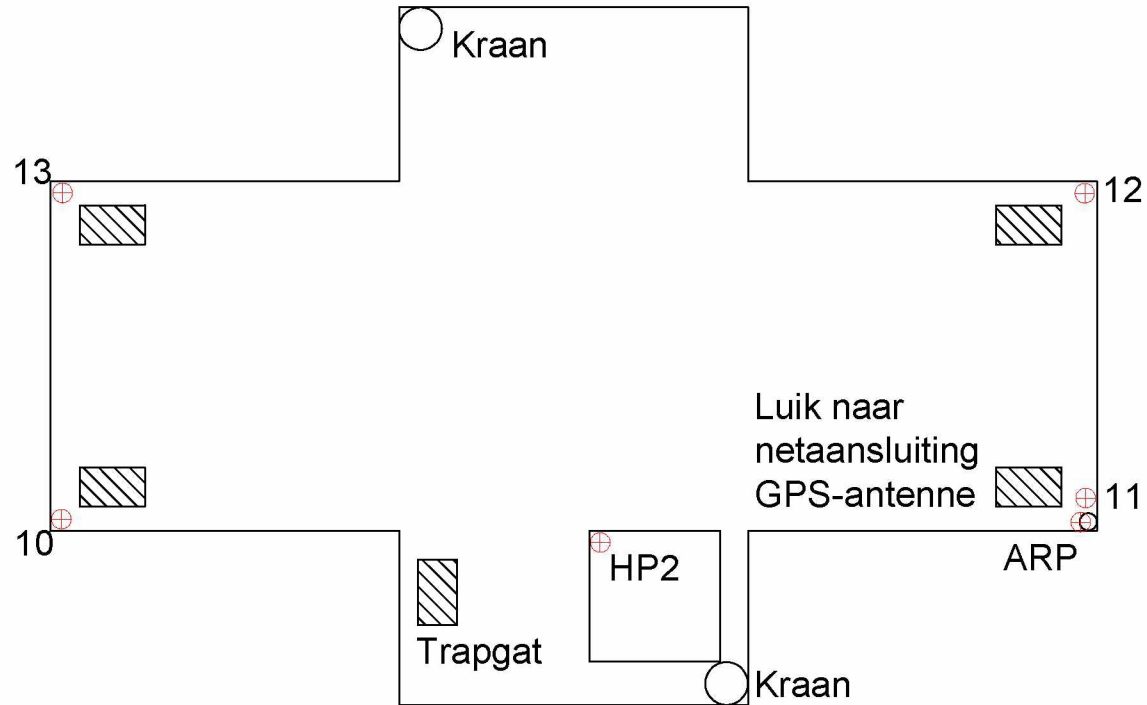 Kraan
13
12
Luik naar
netaansluiting
GPS-antenne
11
10
HP2
ARP
Trapgat
Kraan